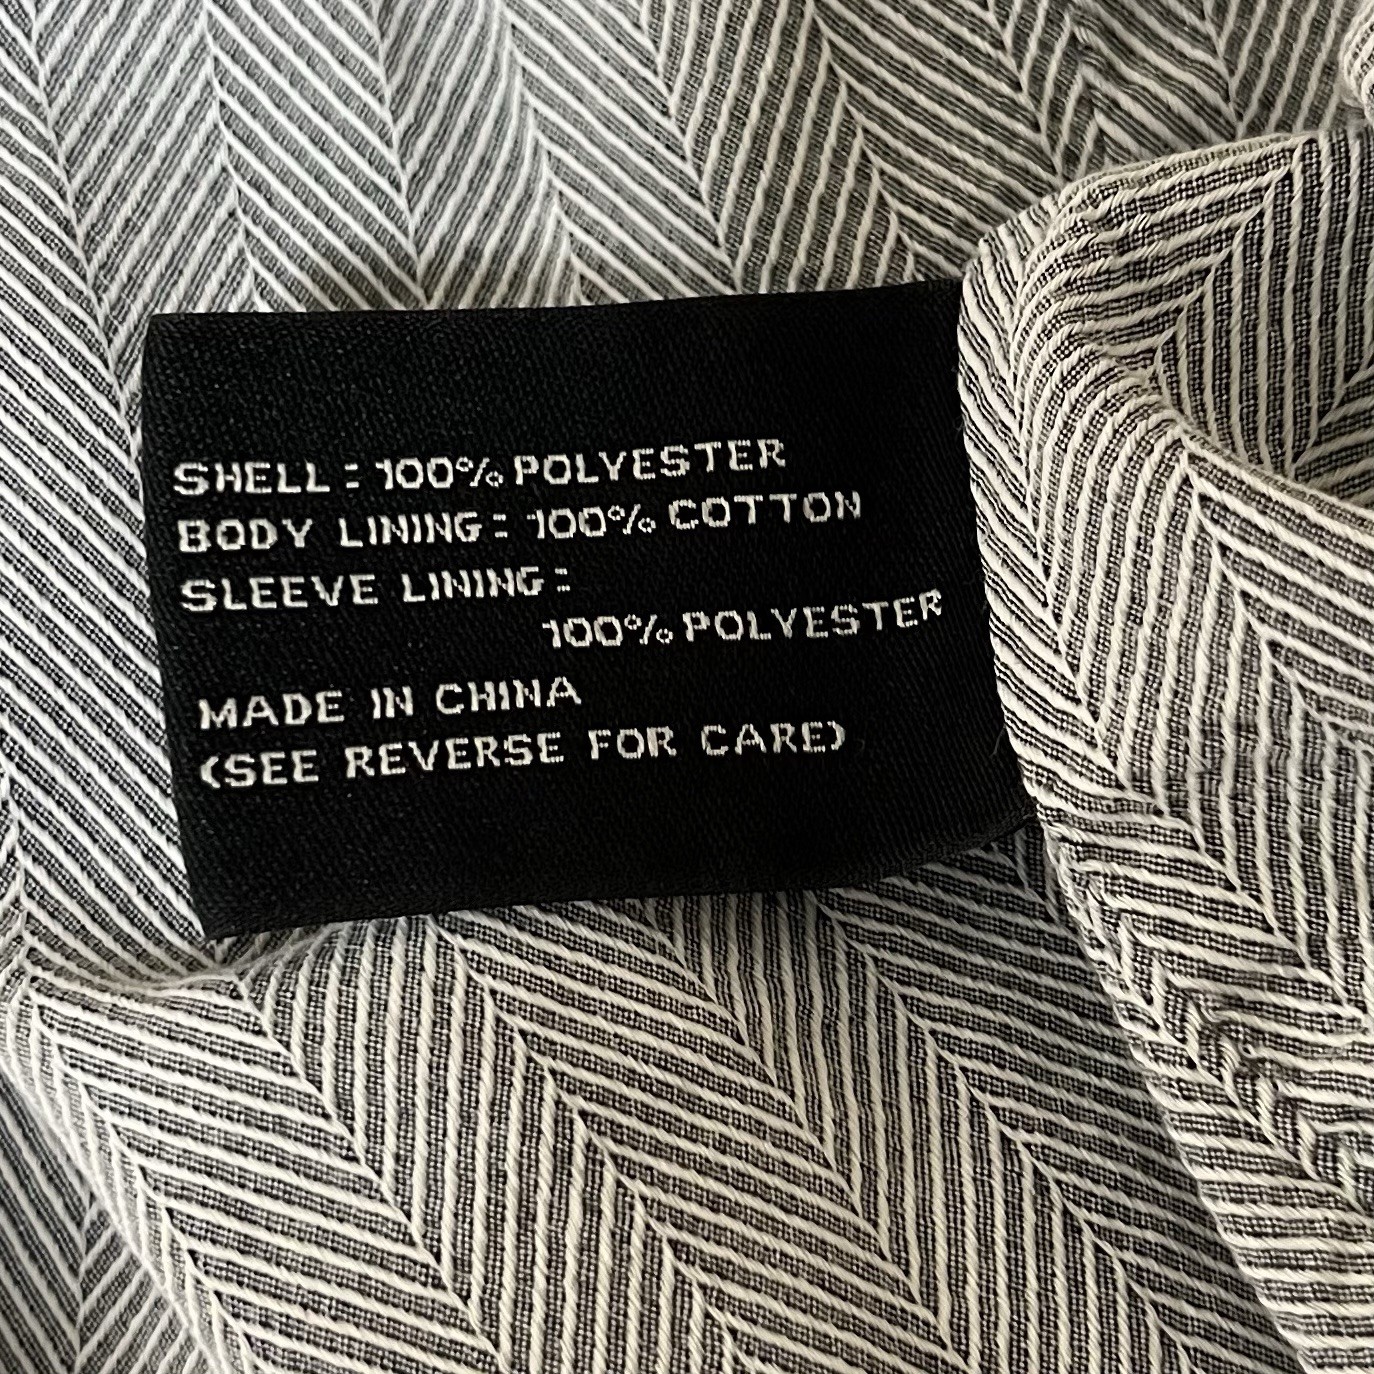 SHELL : 100% POLYESTER
BODY LINING : 100% COTTON
SLEEVE LINING :
100% POLYESTER
MADE IN CHINA
(SEE REVERSE FOR CARE)